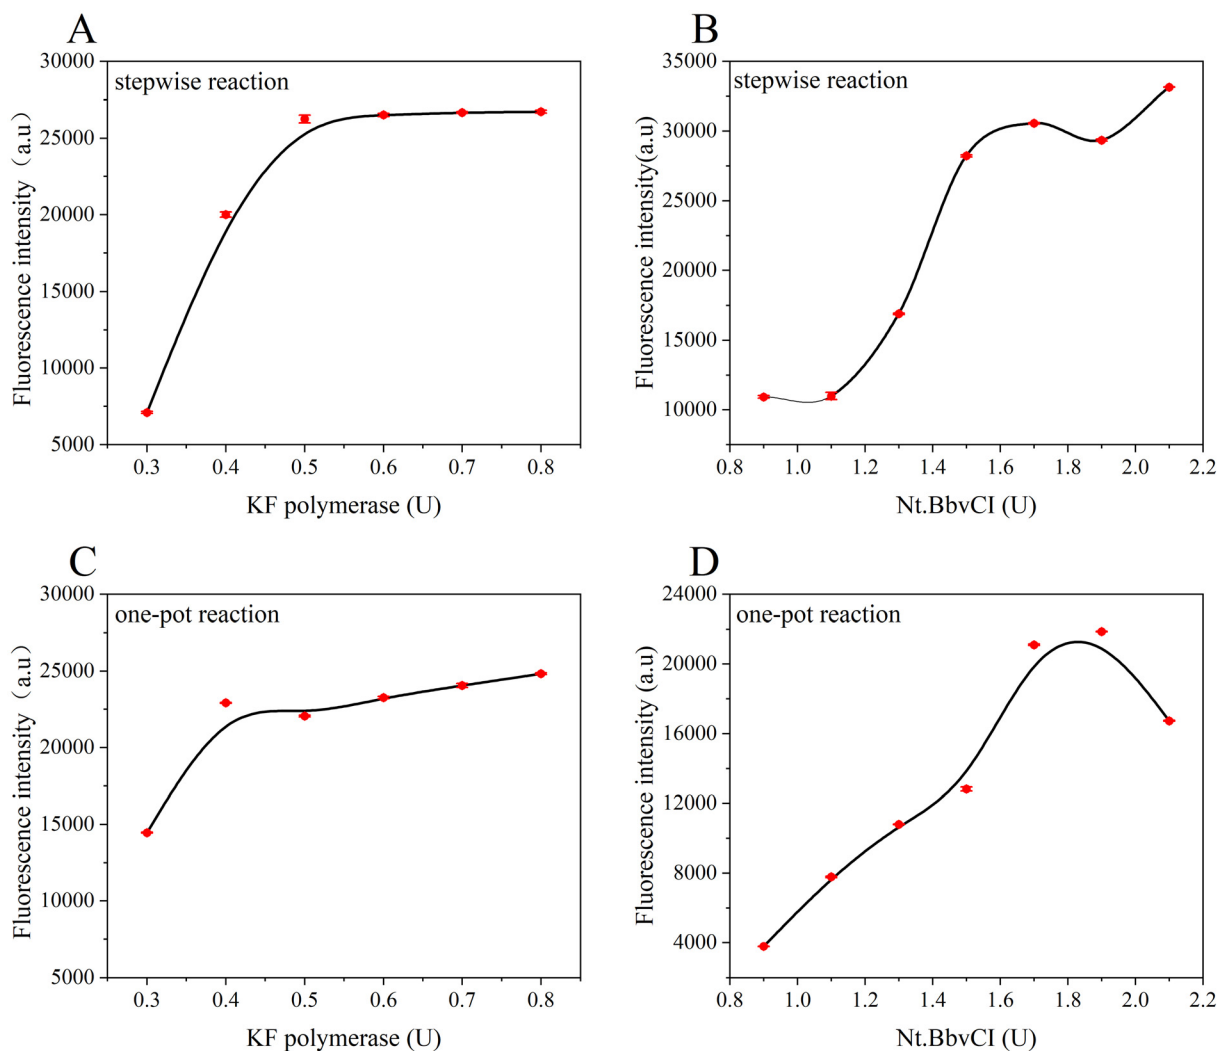 A
30000
stepwise reaction
25000
20000
15000
10000
5000
Fluorescence intensity（a.u）
0.3 0.4 0.5 0.6 0.7 0.8
KF polymerase (U)
B
35000
stepwise reaction
30000
25000
20000
15000
10000
Fluorescence intensity(a.u)
0.8 1.0 1.2 1.4 1.6 1.8 2.0 2.2
Nt.BbvCI (U)
C
30000
one-pot reaction
25000
20000
15000
10000
5000
Fluorescence intensity（a.u）
0.3 0.4 0.5 0.6 0.7 0.8
KF polymerase (U)
D
24000
one-pot reaction
20000
16000
12000
8000
4000
Fluorescence intensity (a.u)
0.8 1.0 1.2 1.4 1.6 1.8 2.0 2.2
Nt.BbvCI (U)